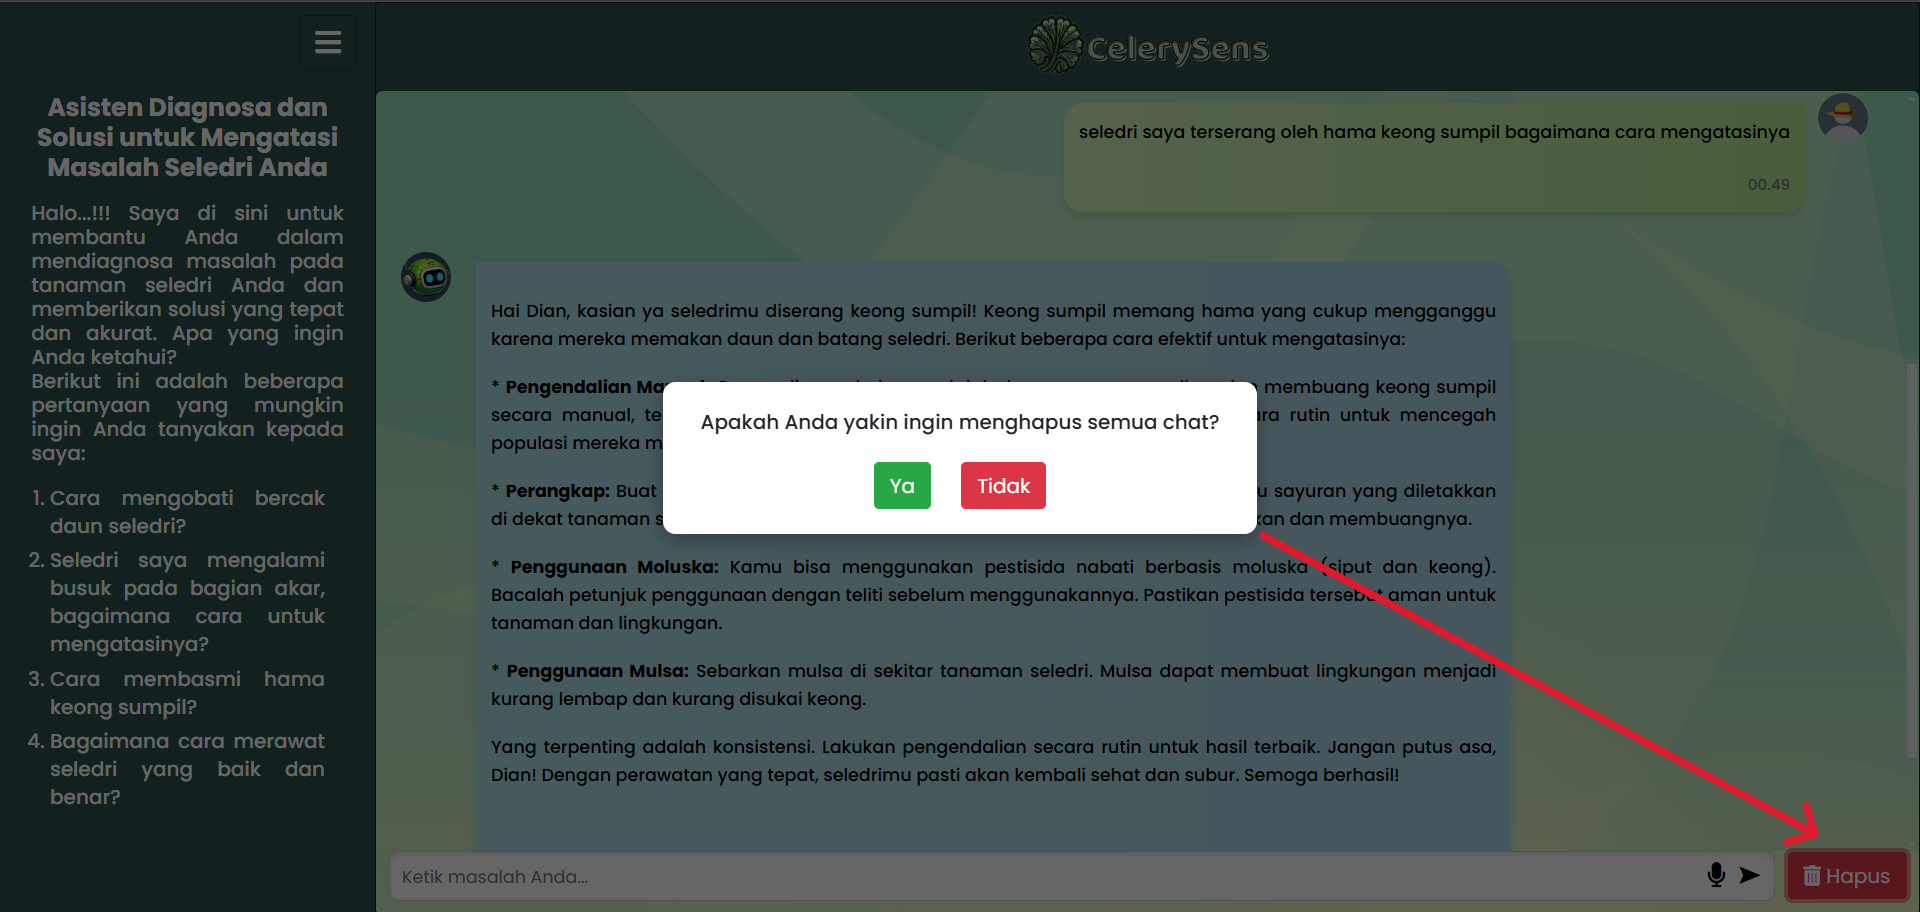 CelerySens
Asisten Diagnosa dan
Solusi untuk Mengatasi
Masalah Seledri Anda
Halo...!!! Saya di sini untuk
membantu Anda dalam
mendiagnosa masalah pada
tanaman seledri Anda dan
memberikan solusi yang tepat
dan akurat. Apa yang ingin
Anda ketahui?
Berikut ini adalah beberapa
pertanyaan yang mungkin
ingin Anda tanyakan kepada
saya:
1. Cara mengobati bercak
daun seledri?
2. Seledri saya mengalami
busuk pada bagian akar,
bagaimana cara untuk
mengatasinya?
3. Cara membasmi hama
keong sumpil?
4. Bagaimana cara merawat
seledri yang baik dan
benar?
seledri saya terserang oleh hama keong sumpil bagaimana cara mengatasinya
00.49
Hai Dian, kasian ya seledrimu diserang keong sumpil! Keong sumpil memang hama yang cukup mengganggu
karena mereka memakan daun dan batang seledri. Berikut beberapa cara efektif untuk mengatasinya:
* Pengendalian membuang keong sumpil
secara manual, rutin untuk mencegah
populasi mereka
* Perangkap: Buat sayuran yang diletakkan
di dekat tanaman dan membuangnya.
* Penggunaan Moluska: Kamu bisa menggunakan pestisida nabati berbasis moluska (siput dan keong).
Bacalah petunjuk penggunaan dengan teliti sebelum menggunakannya. Pastikan pestisida tersebut aman untuk
tanaman dan lingkungan.
* Penggunaan Mulsa: Sebarkan mulsa di sekitar tanaman seledri. Mulsa dapat membuat lingkungan menjadi
kurang lembap dan kurang disukai keong.
Yang terpenting adalah konsistensi. Lakukan pengendalian secara rutin untuk hasil terbaik. Jangan putus asa,
Dian! Dengan perawatan yang tepat, seledrimu pasti akan kembali sehat dan subur. Semoga berhasil!
Apakah Anda yakin ingin menghapus semua chat?
Ya Tidak
Ketik masalah Anda...
Hapus